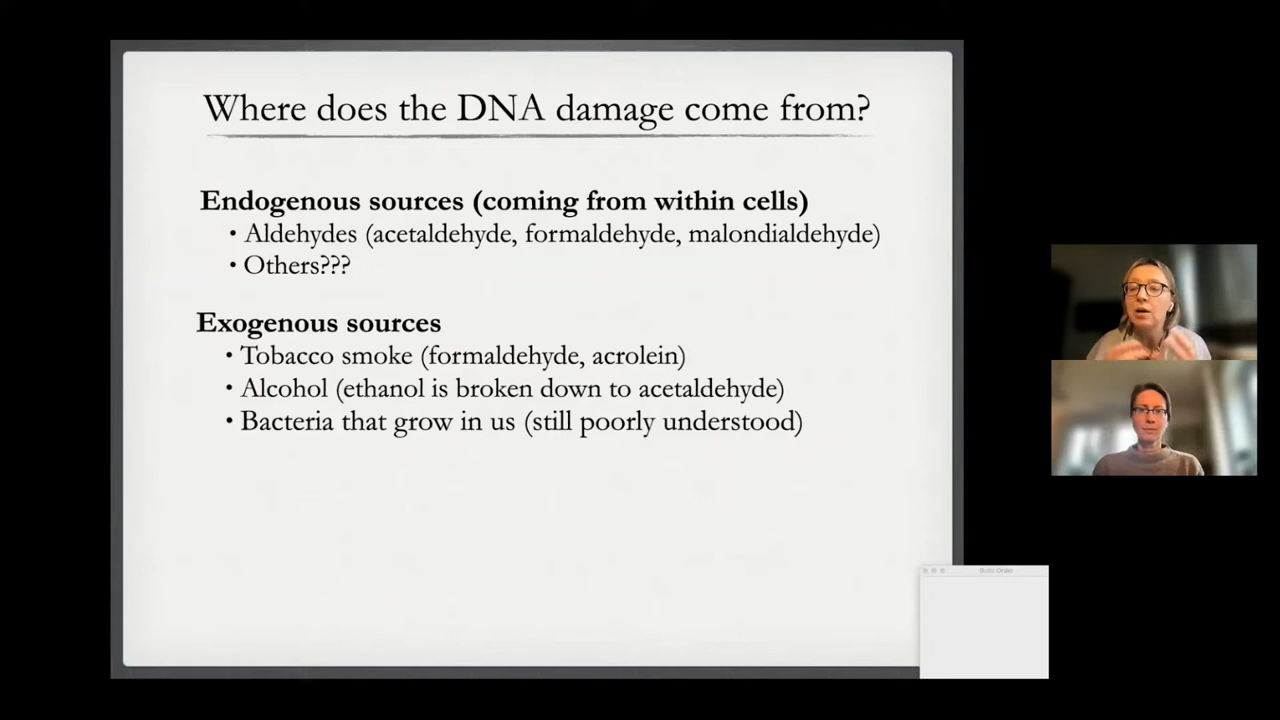 Where does the DNA damage come from?
Endogenous sources (coming from within cells)
• Aldehydes (acetaldehyde, formaldehyde, malondialdehyde)
• Others???
Exogenous sources
• Tobacco smoke (formaldehyde, acrolein)
• Alcohol (ethanol is broken down to acetaldehyde)
• Bacteria that grow in us (still poorly understood)